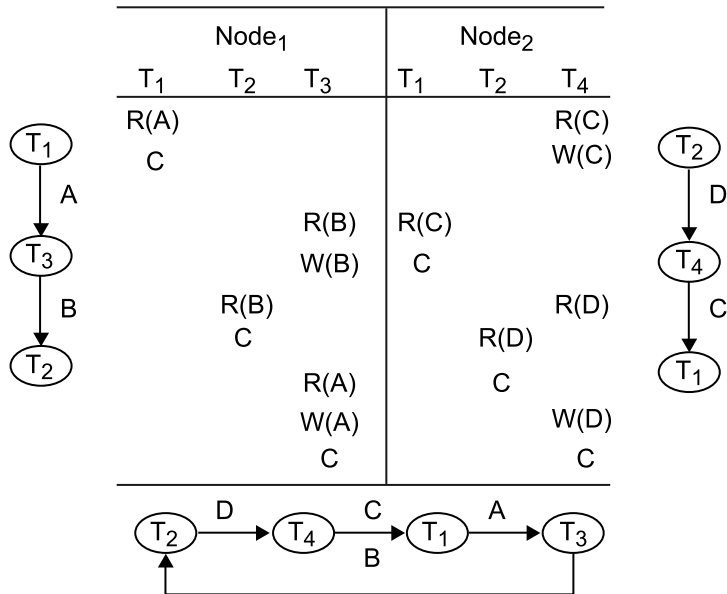 Node1 Node2
T1 T2 T3 T1 T2 T4
R(A) R(C)
T1 C W(C) T2
A D
R(B) R(C)
T3 W(B) C T4
B R(B) R(D) C
C R(D)
T2 R(A) C T1
W(A) W(D)
C C
D C A
T2 T4 T1 T3
B